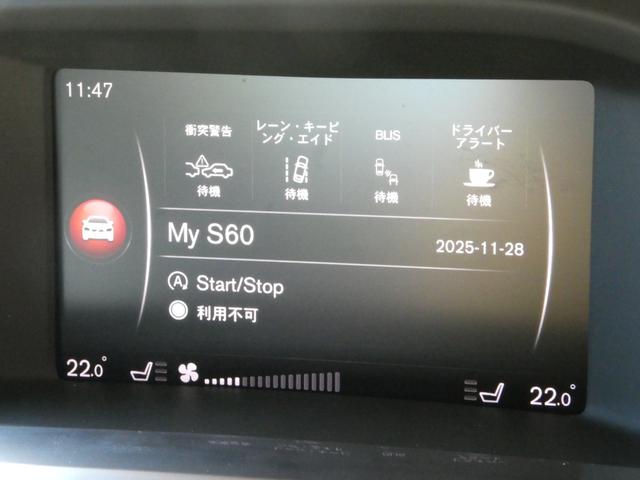 11:47
衝突警告
レーン・キーピ
ング・エイド
BLIS
ドライバー
アラート
待機
待機
待機
待機
My S60
2025-11-28
Start/Stop
利用不可
22.0°
22.0°